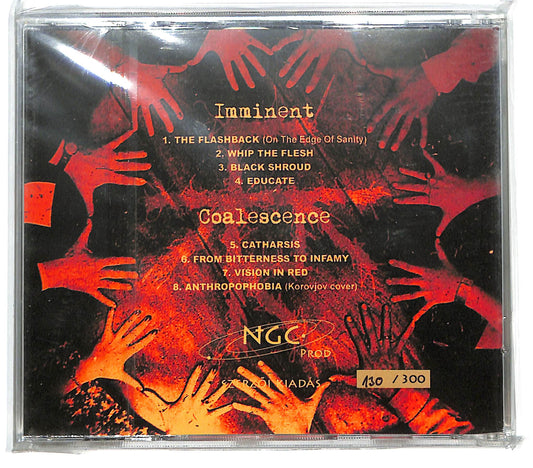 Imminent
1. THE FLASHBACK (On The Edge Of Sanity)
2. WHIP THE FLESH
3. BLACK SHROUD
4. EDUCATE
Coalescence
5. CATHARSIS
6. FROM BITTERNESS TO INFAMY
7. VISION IN RED
8. ANTHROPOPHOBIA (Korovjov cover)
NGC
PROD
SZERZŐI KIADÁS
130 / 300